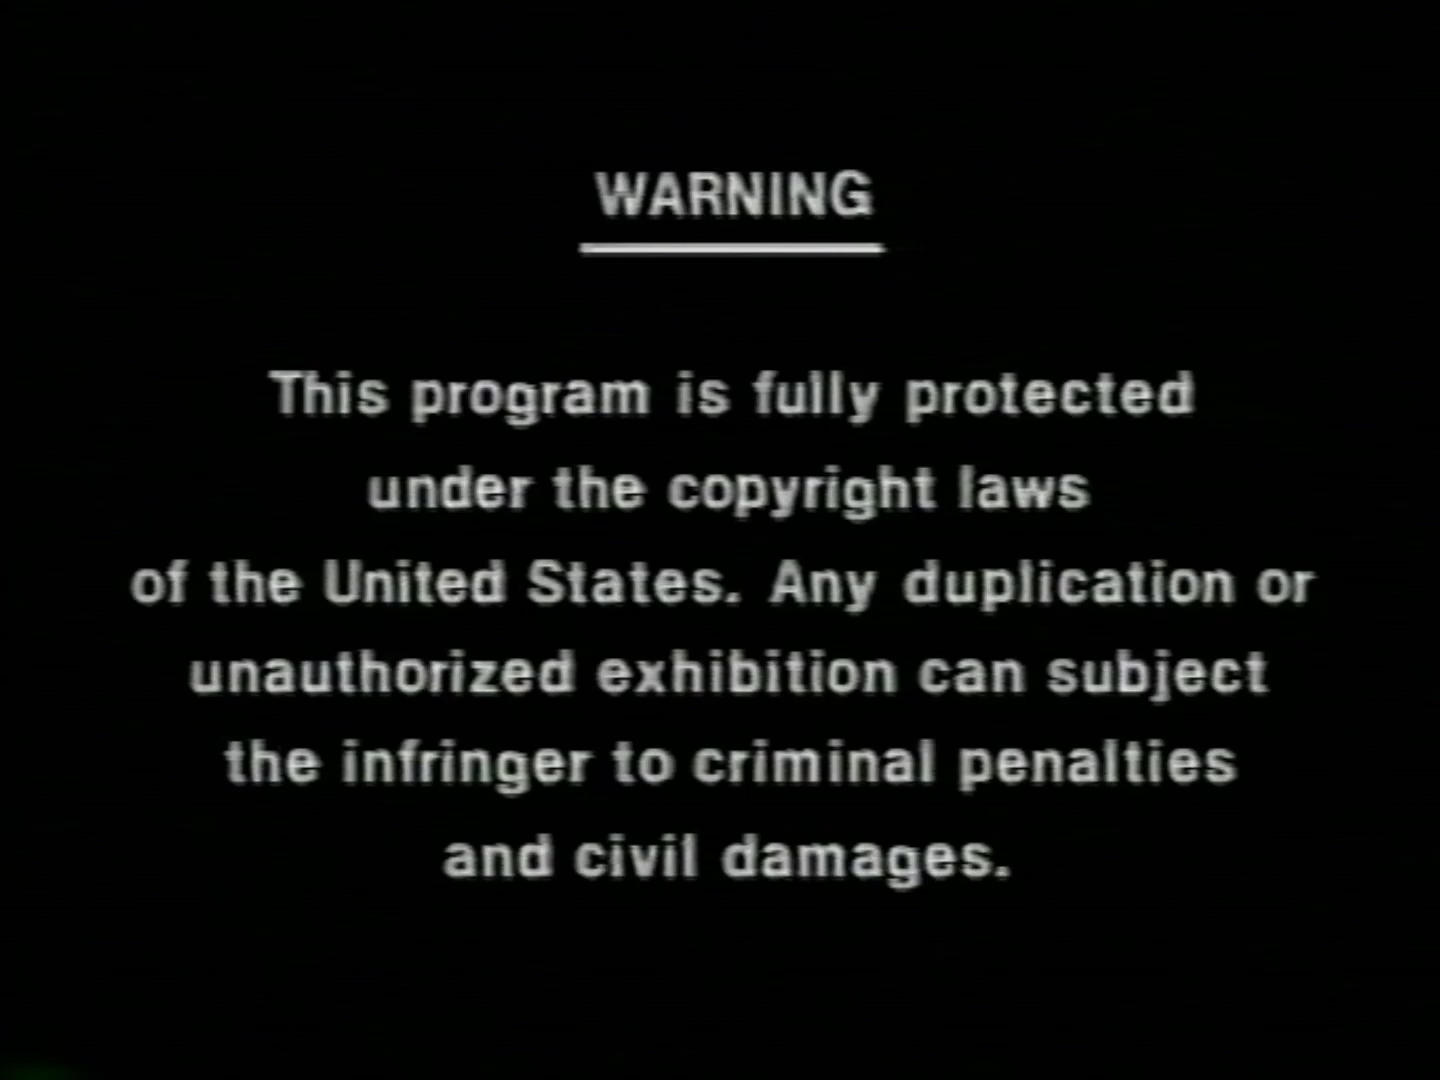 WARNING
This program is fully protected
under the copyright laws
of the United States. Any duplication or
unauthorized exhibition can subject
the infringer to criminal penalties
and civil damages.